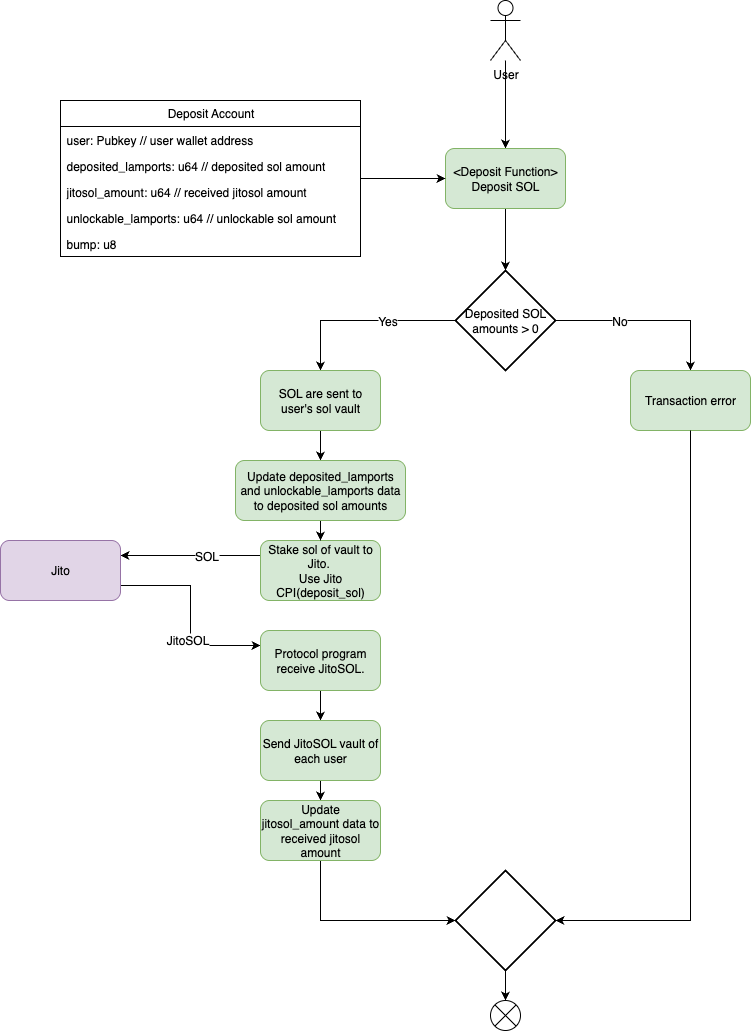 User
Deposit Account
user: Pubkey // user wallet address
deposited_lamports: u64 // deposited sol amount
jitosol_amount: u64 // received jitosol amount
unlockable_lamports: u64 // unlockable sol amount
bump: u8
<Deposit Function>
Deposit SOL
Deposited SOL
amounts > 0
Yes
No
SOL are sent to
user's sol vault
Transaction error
Update deposited_lamports
and unlockable_lamports data
to deposited sol amounts
Stake sol of vault to
Jito.
Use Jito
CPI(deposit_sol)
SOL
Jito
JitoSOL
Protocol program
receive JitoSOL.
Send JitoSOL vault of
each user
Update
jitosol_amount data to
received jitosol
amount